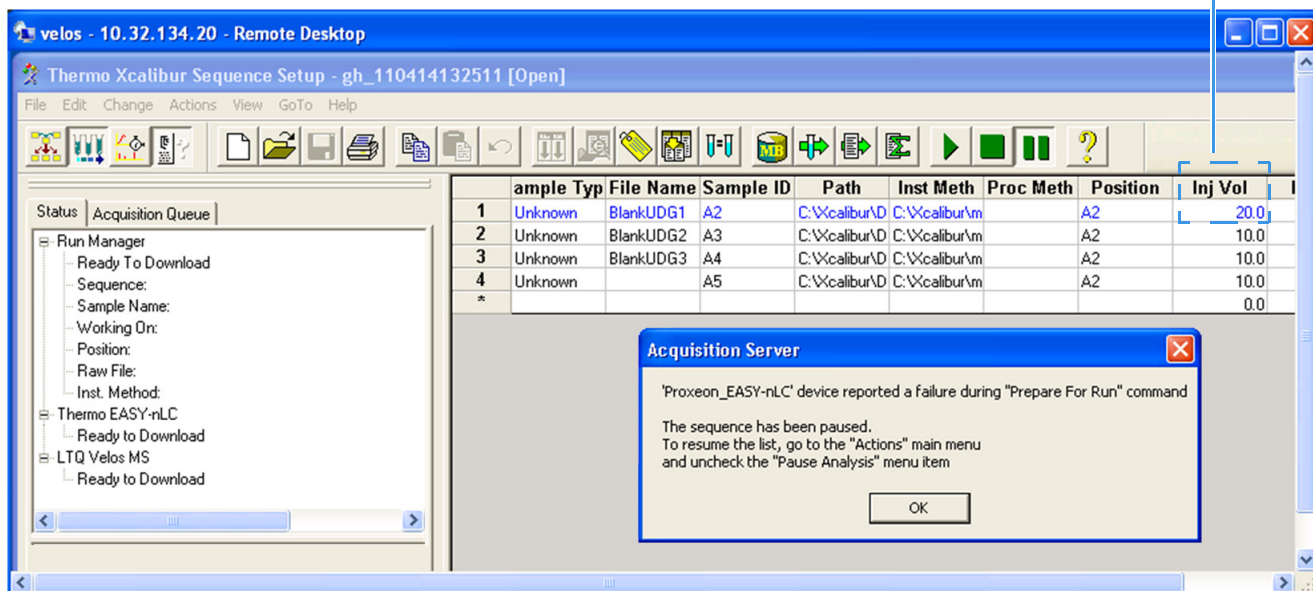 velos - 10.32.134.20 - Remote Desktop
Thermo Xcalibur Sequence Setup - gh_110414132511 [Open]
File Edit Change Actions View GoTo Help
MB
Status Acquisition Queue
Run Manager
Ready To Download
Sequence:
Sample Name:
Working On:
Position:
Raw File:
Inst. Method:
Thermo EASY-nLC
Ready to Download
LTQ Velos MS
Ready to Download
ample Typ File Name Sample ID Path Inst Meth Proc Meth Position Inj Vol
1 Unknown BlankUDG1 A2 C:\Xcalibur\D C:\Xcalibur\m A2 20.0
2 Unknown BlankUDG2 A3 C:\Xcalibur\D C:\Xcalibur\m A2 10.0
3 Unknown BlankUDG3 A4 C:\Xcalibur\D C:\Xcalibur\m A2 10.0
4 Unknown A5 C:\Xcalibur\D C:\Xcalibur\m A2 10.0
* 0.0
Acquisition Server
'Proxeon_EASY-nLC' device reported a failure during "Prepare For Run" command
The sequence has been paused.
To resume the list, go to the "Actions" main menu
and uncheck the "Pause Analysis" menu item
OK